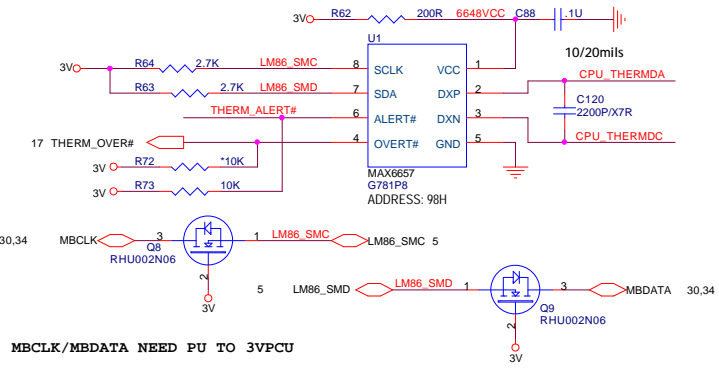 3V R62 200R 6648VCC C88 .1U
U1
10/20mils
3V R64 2.7K LM86_SMC 8 SCLK VCC 1
CPU_THERMDA
R63 2.7K LM86_SMD 7 SDA DXP 2
C120
2200P/X7R
THERM_ALERT# 6 ALERT# DXN 3
CPU_THERMDC
17 THERM_OVER# 4 OVERT# GND 5
3V R72 *10K
MAX6657
G781P8
3V R73 10K
ADDRESS: 98H
30,34 MBCLK 3 1 LM86_SMC LM86_SMC 5
Q8
RHU002N06
2
3V
5
LM86_SMD LM86_SMD 1 3 MBDATA 30,34
Q9
RHU002N06
2
3V
MBCLK/MBDATA NEED PU TO 3VPCU